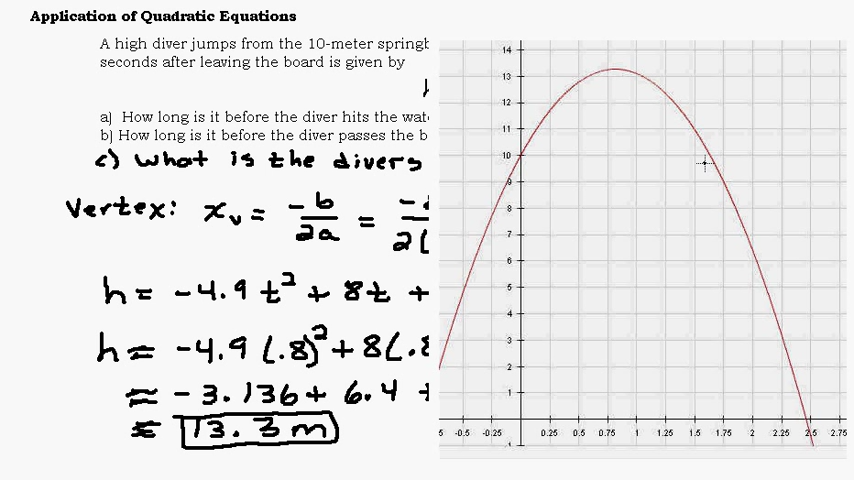 Application of Quadratic Equations
A high diver jumps from the 10-meter springb
seconds after leaving the board is given by
a) How long is it before the diver hits the wat
b) How long is it before the diver passes the b
c) What is the divers
Vertex: x_v = -b/2a = -
2(
h = -4.9t² + 8t +
h = -4.9(.8)² + 8(.8
≈ -3.136 + 6.4 +
≈ 13.3 m
14
13
12
11
10
9
8
7
6
5
4
3
2
1
5 -0.5 -0.25 0.25 0.5 0.75 1 1.25 1.5 1.75 2 2.25 2.5 2.75